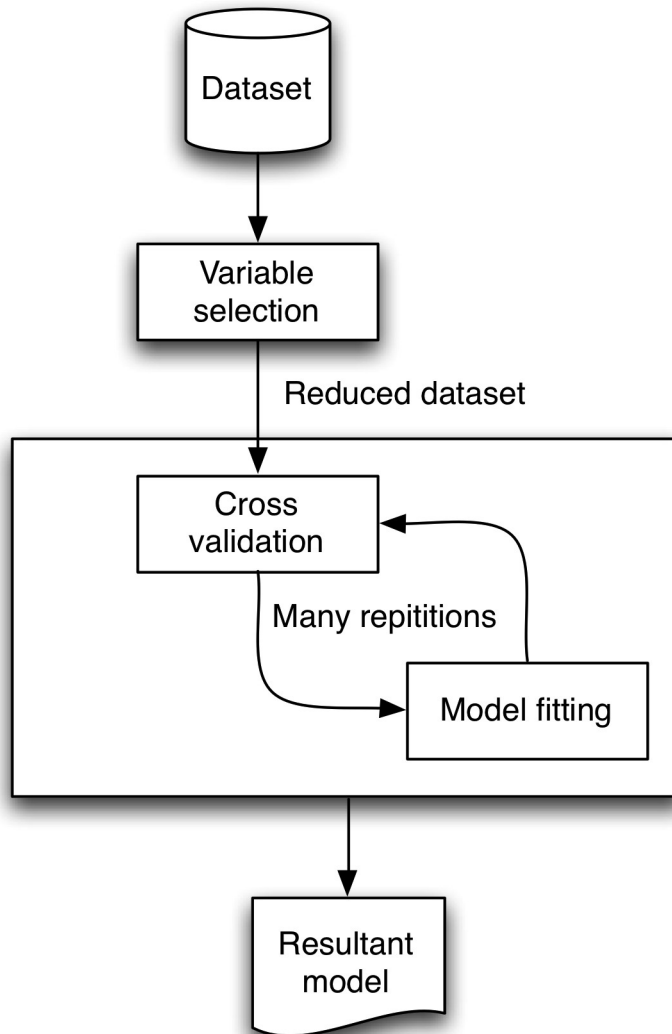 Dataset
Variable
selection
Reduced dataset
Cross
validation
Many repititions
Model fitting
Resultant
model